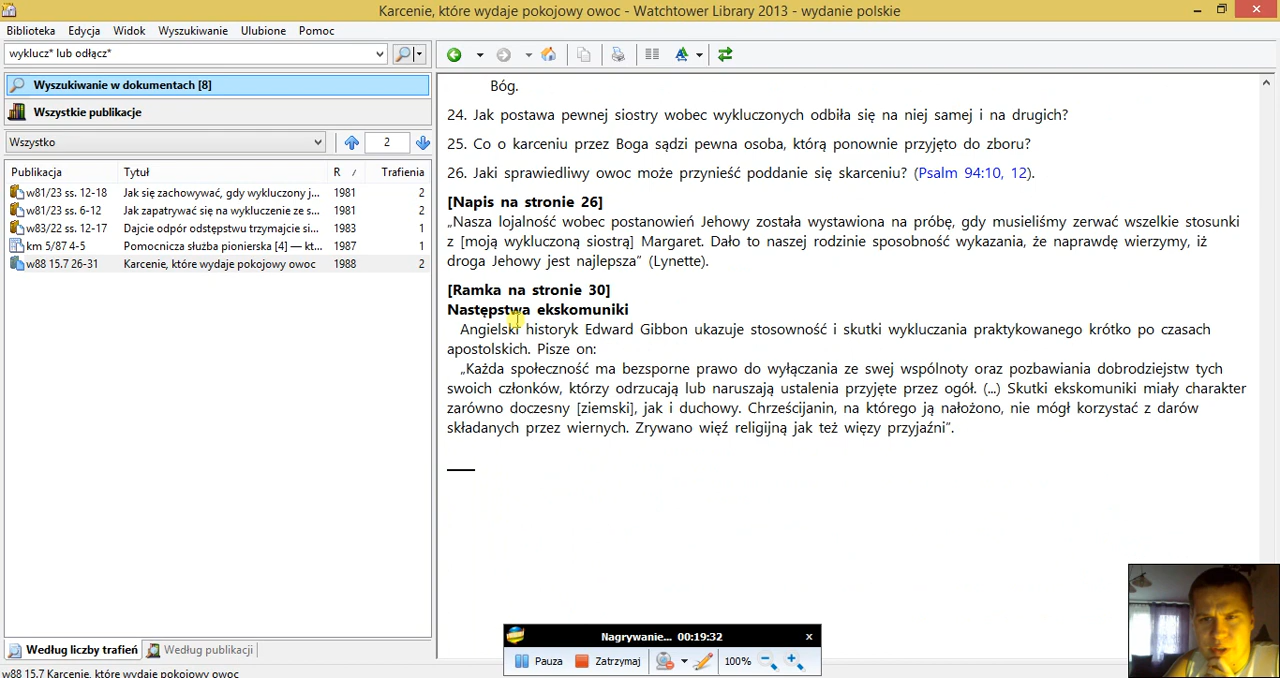 Karcenie, które wydaje pokojowy owoc - Watchtower Library 2013 - wydanie polskie
Biblioteka Edycja Widok Wyszukiwanie Ulubione Pomoc
wyklucz* lub odłącz*
Wyszukiwanie w dokumentach [8]
Wszystkie publikacje
Wszystko 2
Publikacja Tytuł R Trafienia
w81/23 ss. 12-18 Jak się zachowywać, gdy wykluczony j... 1981 2
w81/23 ss. 6-12 Jak zapatrywać się na wykluczenie ze s... 1981 2
w83/22 ss. 12-17 Dajcie odpór odstępstwu trzymajcie si... 1983 1
km 5/87 4-5 Pomocnicza służba pionierska [4] — kt... 1987 1
w88 15.7 26-31 Karcenie, które wydaje pokojowy owoc 1988 2
Według liczby trafień Według publikacji
w88 15.7 Karcenie, które wydaje pokojowy owoc
Bóg.
24. Jak postawa pewnej siostry wobec wykluczonych odbiła się na niej samej i na drugich?
25. Co o karceniu przez Boga sądzi pewna osoba, którą ponownie przyjęto do zboru?
26. Jaki sprawiedliwy owoc może przynieść poddanie się skarceniu? (Psalm 94:10, 12).
[Napis na stronie 26]
„Nasza lojalność wobec postanowień Jehowy została wystawiona na próbę, gdy musieliśmy zerwać wszelkie stosunki
z [moją wykluczoną siostrą] Margaret. Dało to naszej rodzinie sposobność wykazania, że naprawdę wierzymy, iż
droga Jehowy jest najlepsza” (Lynette).
[Ramka na stronie 30]
Następstwa ekskomuniki
Angielski historyk Edward Gibbon ukazuje stosowność i skutki wykluczania praktykowanego krótko po czasach
apostolskich. Pisze on:
„Każda społeczność ma bezsporne prawo do wyłączania ze swej wspólnoty oraz pozbawiania dobrodziejstw tych
swoich członków, którzy odrzucają lub naruszają ustalenia przyjęte przez ogół. (...) Skutki ekskomuniki miały charakter
zarówno doczesny [ziemski], jak i duchowy. Chrześcijanin, na którego ją nałożono, nie mógł korzystać z darów
składanych przez wiernych. Zrywano więź religijną jak też więzy przyjaźni”.
Nagrywanie... 00:19:32
Pauza Zatrzymaj 100%